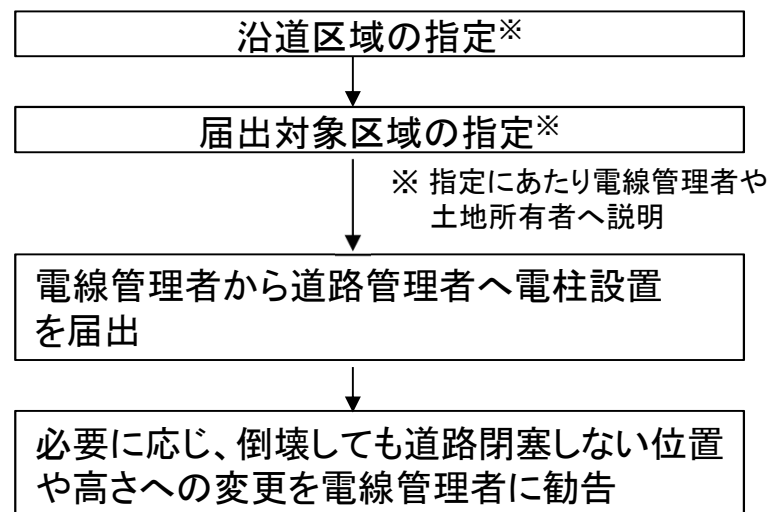 沿道区域の指定※
届出対象区域の指定※
※ 指定にあたり電線管理者や
土地所有者へ説明
電線管理者から道路管理者へ電柱設置
を届出
必要に応じ、倒壊しても道路閉塞しない位置
や高さへの変更を電線管理者に勧告